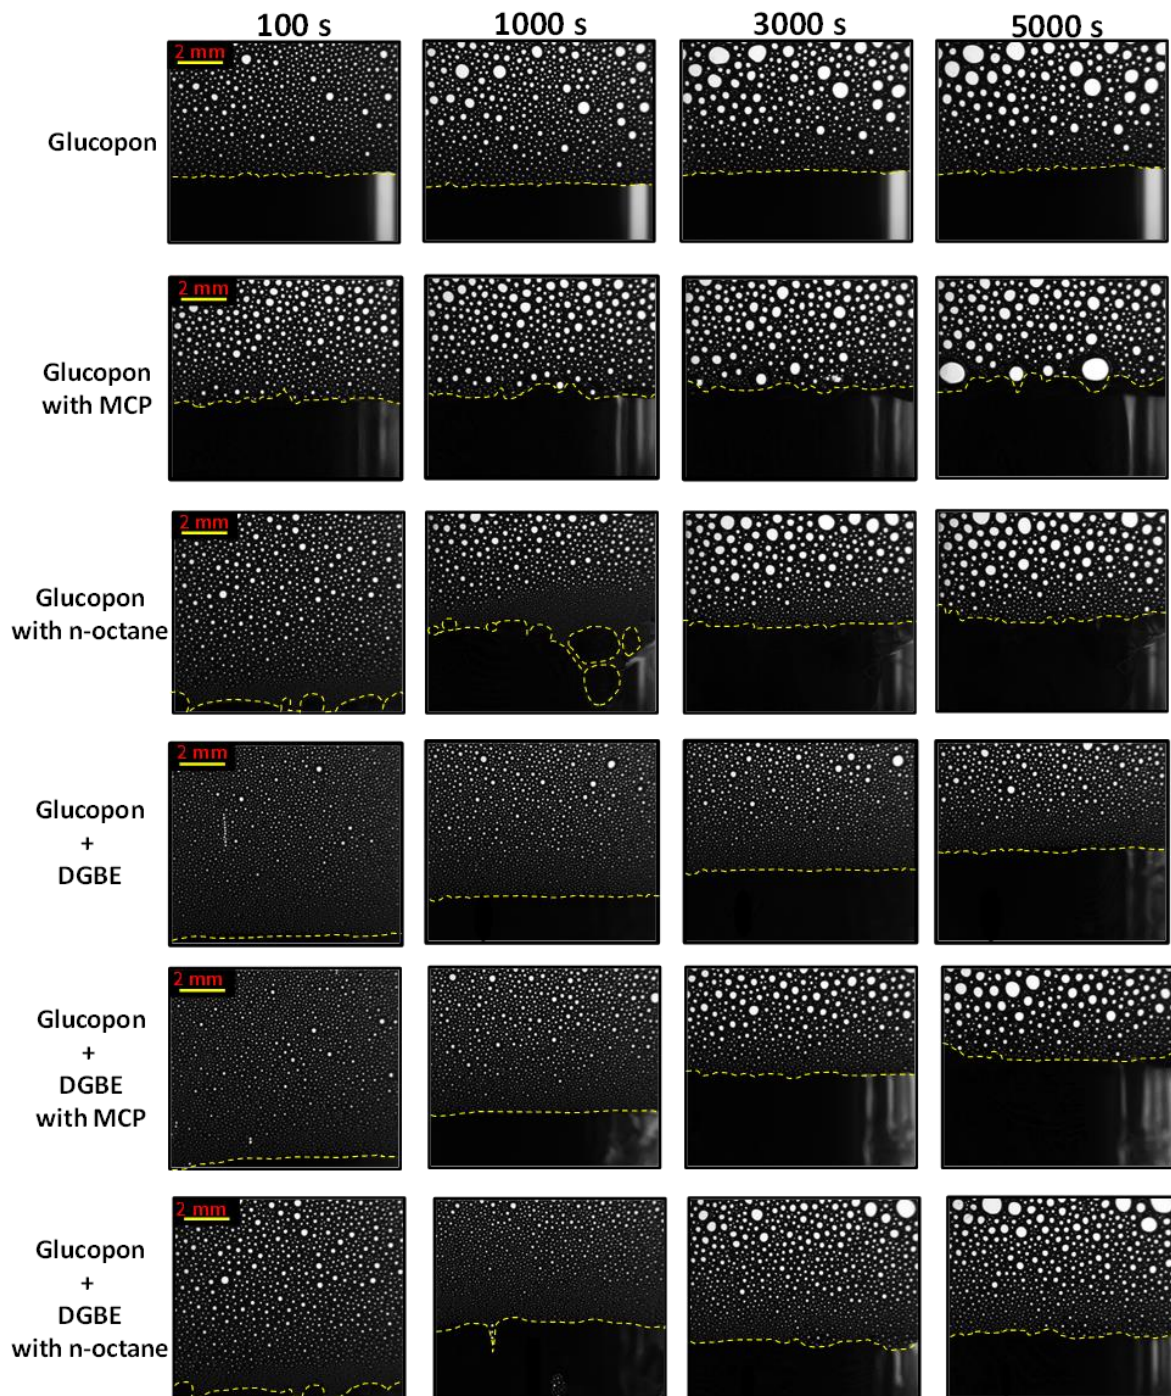 100 s 1000 s 3000 s 5000 s
2 mm
Glucopon
2 mm
Glucopon
with MCP
2 mm
Glucopon
with n-octane
2 mm
Glucopon
+
DGBE
2 mm
Glucopon
+
DGBE
with MCP
2 mm
Glucopon
+
DGBE
with n-octane